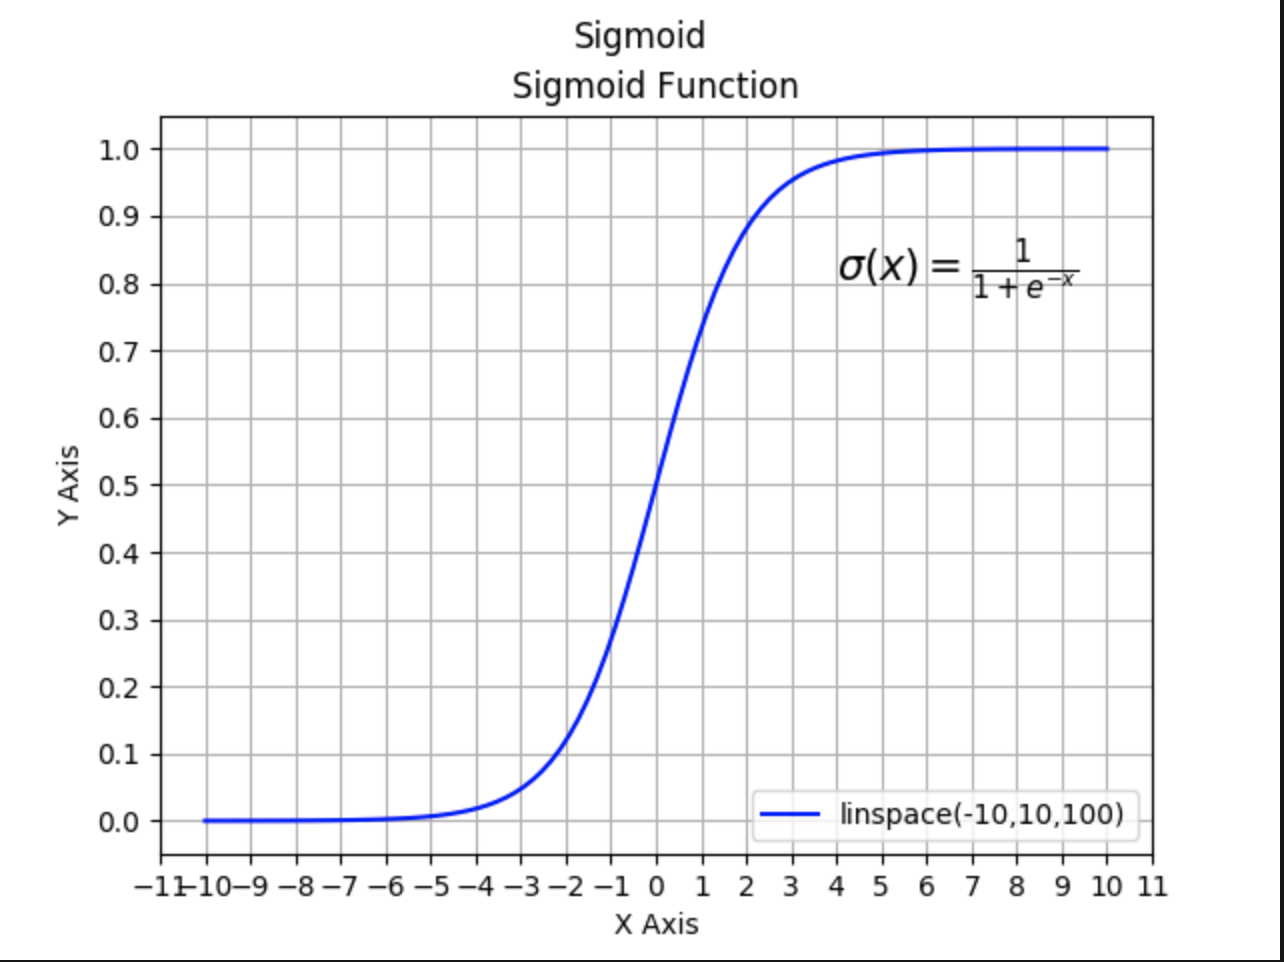 Sigmoid
Sigmoid Function
1.0
0.9
σ(x) = 1/(1 + e^{−x})
0.8
0.7
0.6
0.5
0.4
0.3
0.2
0.1
0.0
Y Axis
linspace(-10,10,100)
−11 −10 −9 −8 −7 −6 −5 −4 −3 −2 −1 0 1 2 3 4 5 6 7 8 9 10 11
X Axis